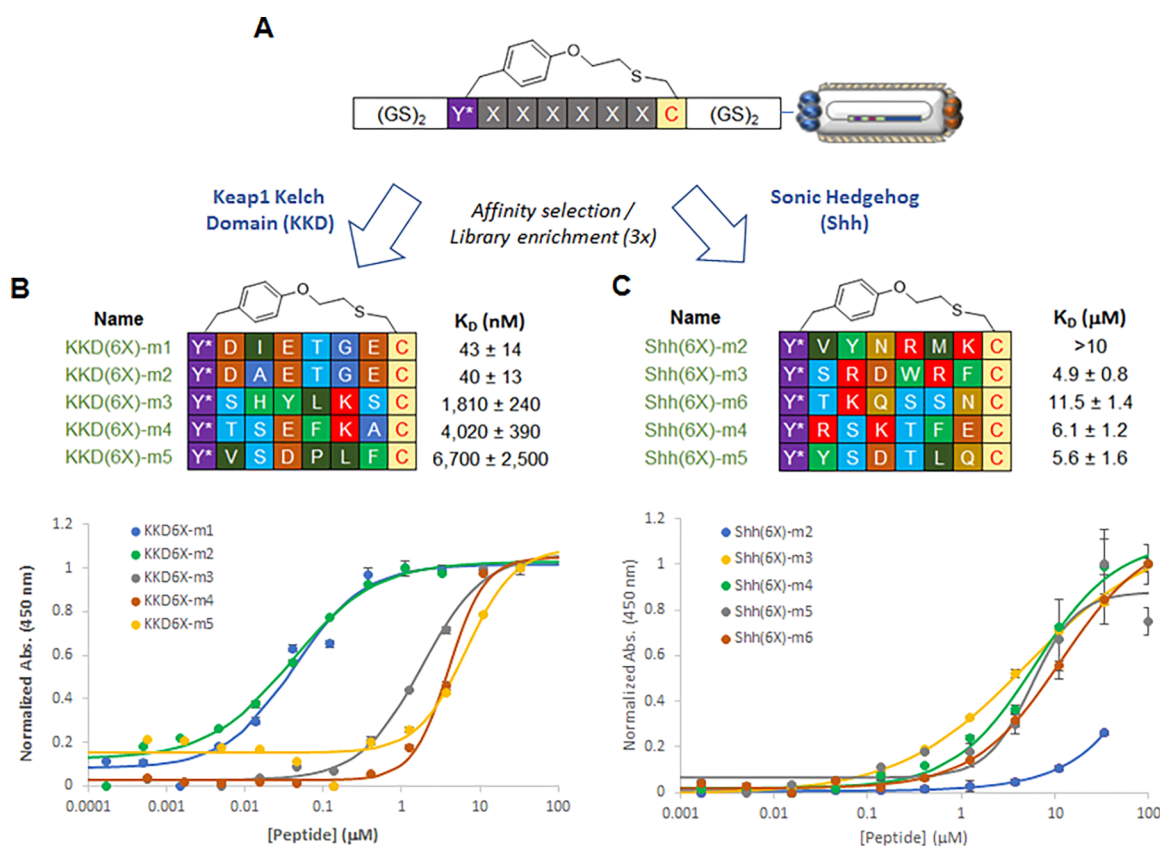 A
O
S
(GS)2 Y* X X X X X X C (GS)2
Keap1 Kelch
Domain (KKD)
Affinity selection /
Library enrichment (3x)
Sonic Hedgehog
(Shh)
B
O
S
Name KD (nM)
KKD(6X)-m1 Y* D I E T G E C 43 ± 14
KKD(6X)-m2 Y* D A E T G E C 40 ± 13
KKD(6X)-m3 Y* S H Y L K S C 1,810 ± 240
KKD(6X)-m4 Y* T S E F K A C 4,020 ± 390
KKD(6X)-m5 Y* V S D P L F C 6,700 ± 2,500
C
O
S
Name KD (μM)
Shh(6X)-m2 Y* V Y N R M K C >10
Shh(6X)-m3 Y* S R D W R F C 4.9 ± 0.8
Shh(6X)-m6 Y* T K Q S S N C 11.5 ± 1.4
Shh(6X)-m4 Y* R S K T F E C 6.1 ± 1.2
Shh(6X)-m5 Y* Y S D T L Q C 5.6 ± 1.6
Normalized Abs. (450 nm)
1.2
1
0.8
0.6
0.4
0.2
0
KKD6X-m1
KKD6X-m2
KKD6X-m3
KKD6X-m4
KKD6X-m5
0.0001 0.01 0.1 1 10 100
[Peptide] (μM)
Normalized Abs. (450 nm)
1.2
1
0.8
0.6
0.4
0.2
0
Shh(6X)-m2
Shh(6X)-m3
Shh(6X)-m4
Shh(6X)-m5
Shh(6X)-m6
0.001 0.01 0.1 1 10 100
[Peptide] (μM)